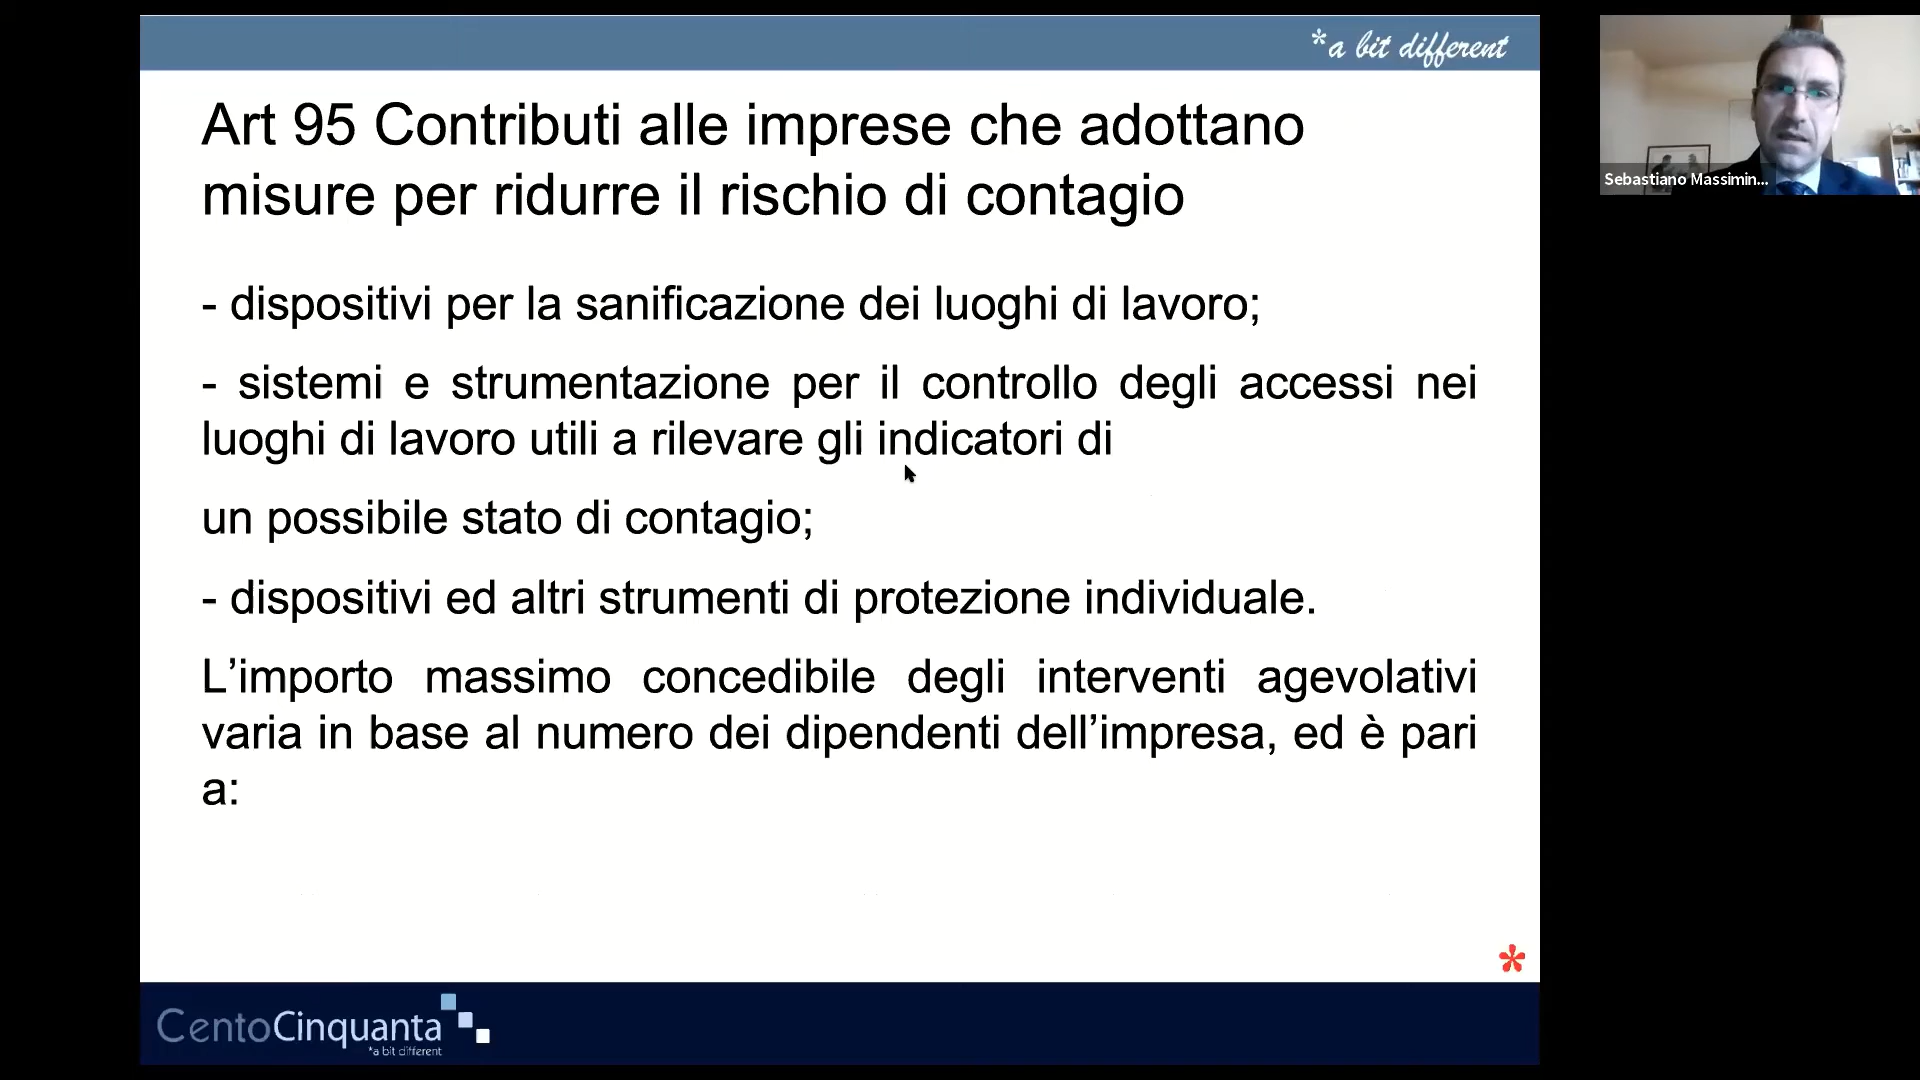 *a bit different
Art 95 Contributi alle imprese che adottano
misure per ridurre il rischio di contagio
- dispositivi per la sanificazione dei luoghi di lavoro;
- sistemi e strumentazione per il controllo degli accessi nei
luoghi di lavoro utili a rilevare gli indicatori di
un possibile stato di contagio;
- dispositivi ed altri strumenti di protezione individuale.
L’importo massimo concedibile degli interventi agevolativi
varia in base al numero dei dipendenti dell’impresa, ed è pari
a:
*
CentoCinquanta
*a bit different
Sebastiano Massimin...